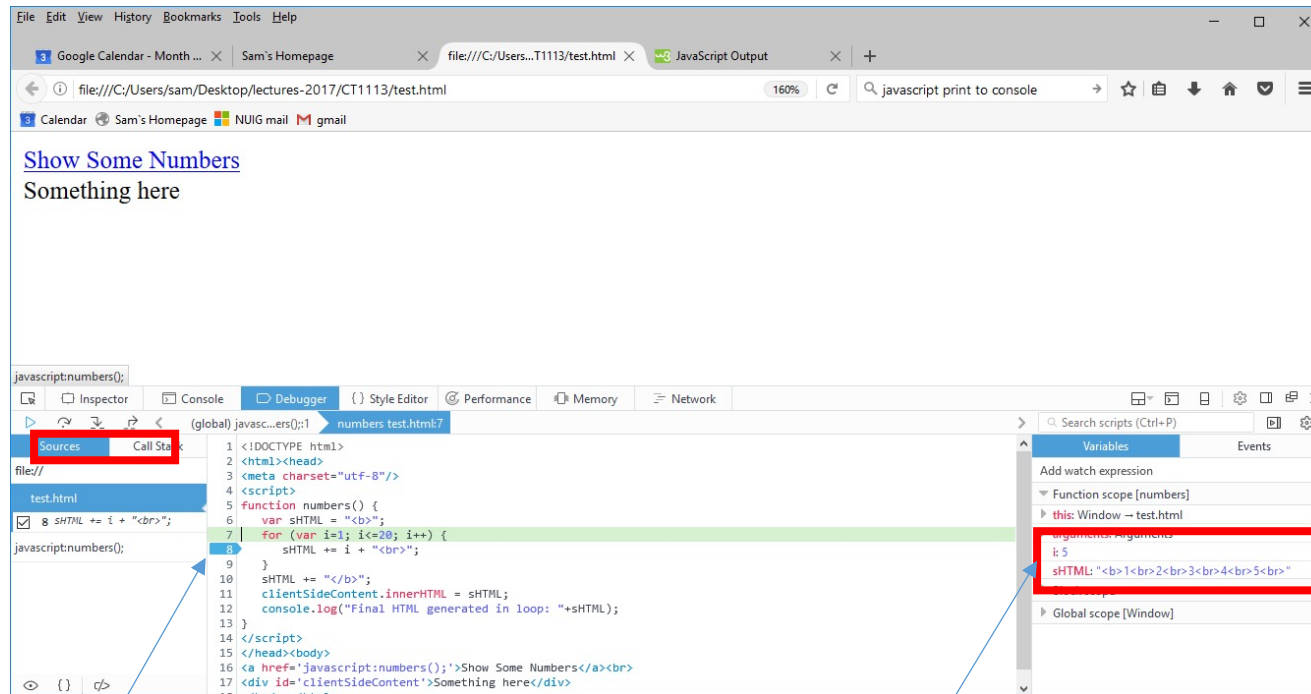 File Edit View History Bookmarks Tools Help
Google Calendar - Month ... Sam`s Homepage file:///C:/Users...T1113/test.html JavaScript Output
file:///C:/Users/sam/Desktop/lectures-2017/CT1113/test.html 160% javascript print to console
Calendar Sam`s Homepage NUIG mail gmail
Show Some Numbers
Something here
javascript:numbers();
Inspector Console Debugger { } Style Editor Performance Memory Network
(global) javasc...ers();:1 numbers test.html:7 Search scripts (Ctrl+P)
Sources
file://
test.html
8 sHTML += i + "<br>";
javascript:numbers();
1 <!DOCTYPE html>
2 <html><head>
3 <meta charset="utf-8"/>
4 <script>
5 function numbers() {
6 var sHTML = "<b>";
7 for (var i=1; i<=20; i++) {
8 sHTML += i + "<br>";
9 }
10 sHTML += "</b>";
11 clientSideContent.innerHTML = sHTML;
12 console.log("Final HTML generated in loop: "+sHTML);
13 }
14 </script>
15 </head><body>
16 <a href='javascript:numbers();'>Show Some Numbers</a><br>
17 <div id='clientSideContent'>Something here</div>
Variables Events
Add watch expression
Function scope [numbers]
this: Window → test.html
i: 5
sHTML: "<b>1<br>2<br>3<br>4<br>5<br>"
Global scope [Window]